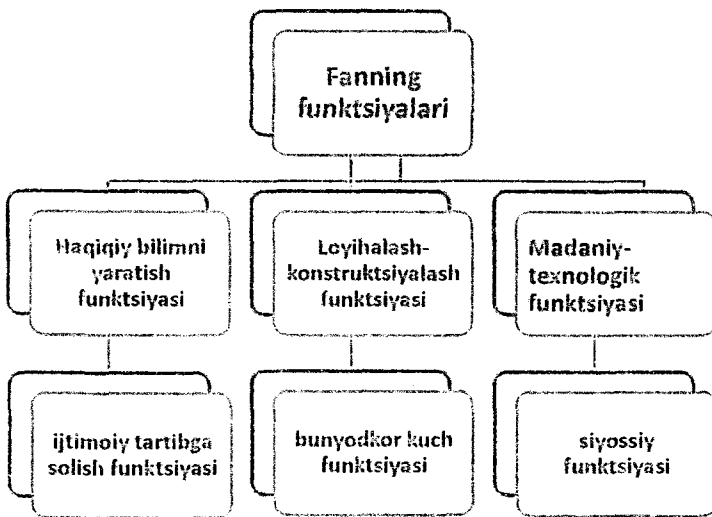 Fanning
funktsiyalari
Haqiqiy bilimni
yaratish
funktsiyasi
Loyihalash-
konstruktsiyalash
funktsiyasi
Madaniy-
texnologik
funktsiyasi
ijtimoiy tartibga
solish funktsiyasi
bunyodkor kuch
funktsiyasi
siyossiy
funktsiyasi